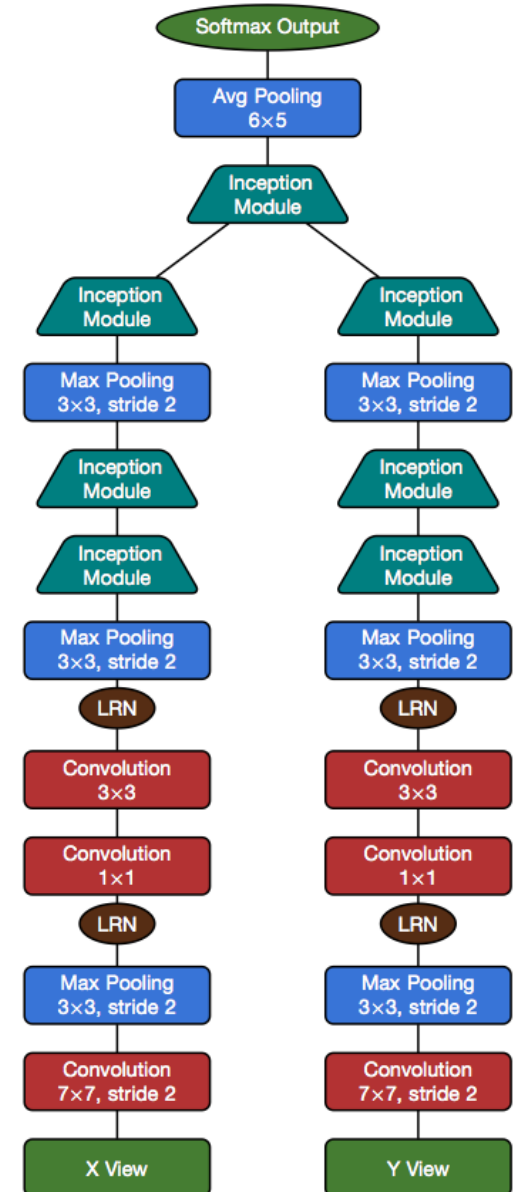 Softmax Output
Avg Pooling
6×5
Inception
Module
Inception
Module
Inception
Module
Max Pooling
3×3, stride 2
Max Pooling
3×3, stride 2
Inception
Module
Inception
Module
Inception
Module
Inception
Module
Max Pooling
3×3, stride 2
Max Pooling
3×3, stride 2
LRN
LRN
Convolution
3×3
Convolution
3×3
Convolution
1×1
Convolution
1×1
LRN
LRN
Max Pooling
3×3, stride 2
Max Pooling
3×3, stride 2
Convolution
7×7, stride 2
Convolution
7×7, stride 2
X View
Y View